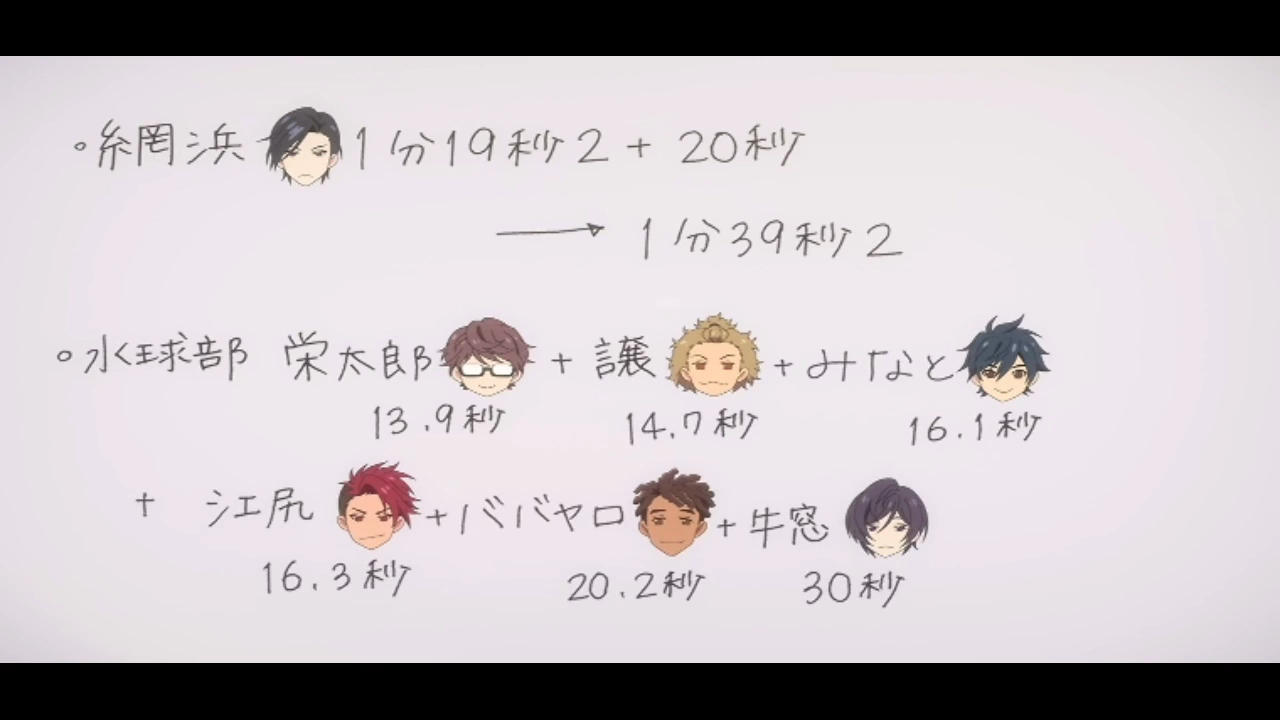 ○網岡浜 1分19秒2 + 20秒
→ 1分39秒2
○水球部 栄太郎 + 譲 + みなと
13.9秒 14.7秒 16.1秒
+ 江尻 + ババヤロ + 牛窓
16.3秒 20.2秒 30秒